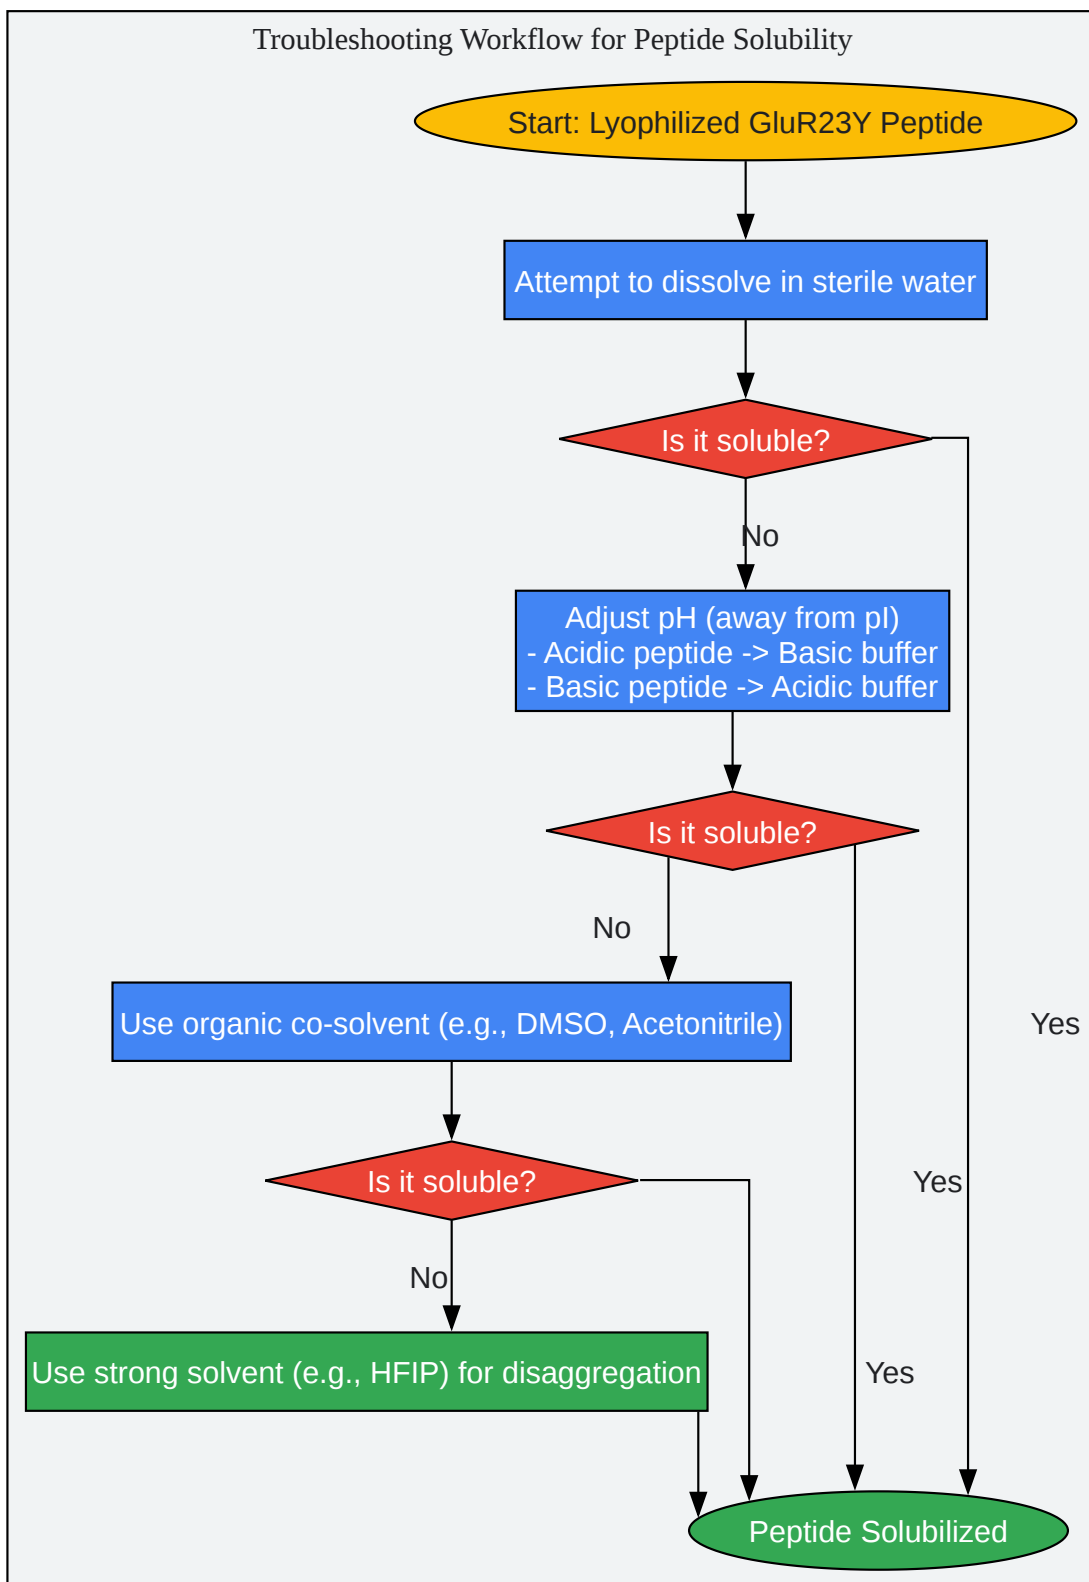 Troubleshooting Workflow for Peptide Solubility
Start: Lyophilized GluR23Y Peptide
Attempt to dissolve in sterile water
Is it soluble?
No
Adjust pH (away from pI)
- Acidic peptide -> Basic buffer
- Basic peptide -> Acidic buffer
Is it soluble?
No
Use organic co-solvent (e.g., DMSO, Acetonitrile)
Yes
Is it soluble?
Yes
No
Use strong solvent (e.g., HFIP) for disaggregation
Yes
Peptide Solubilized